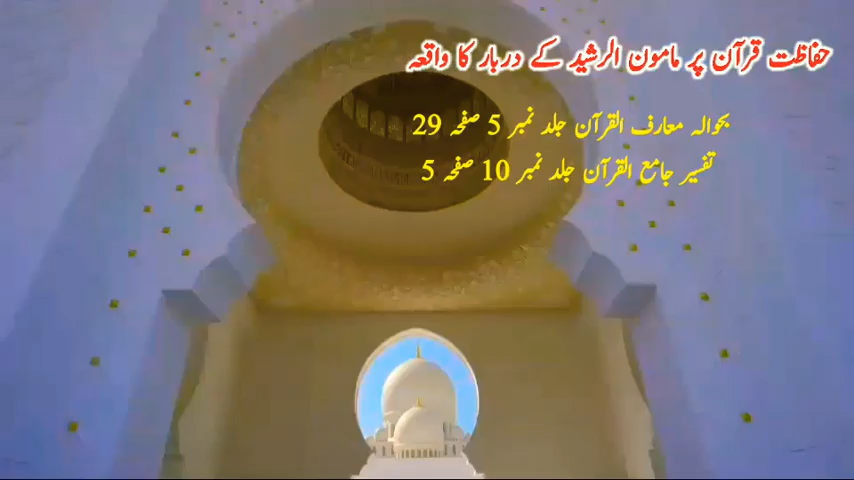 حفاظت قرآن پر مامون الرشید کے دربار کا واقعہ
بحوالہ معارف القرآن جلد نمبر 5 صفحہ 29
تفسیر جامع القرآن جلد نمبر 10 صفحہ 5